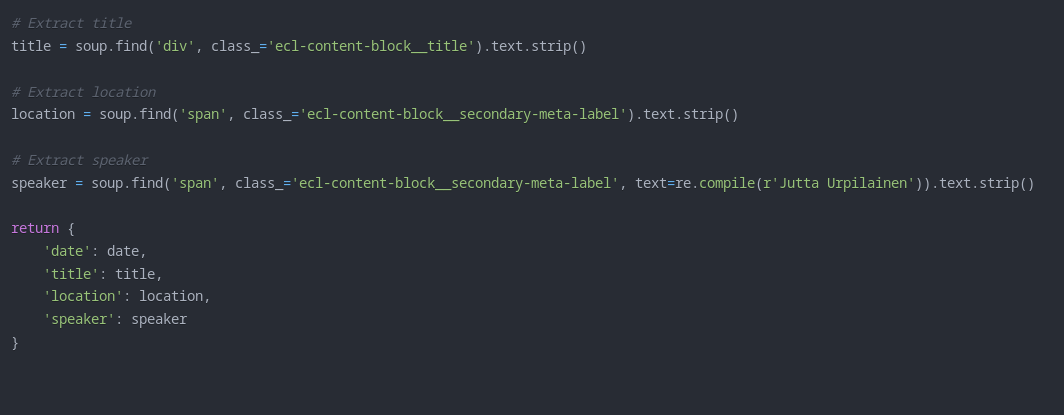 # Extract title
title = soup.find('div', class_='ecl-content-block__title').text.strip()
# Extract location
location = soup.find('span', class_='ecl-content-block__secondary-meta-label').text.strip()
# Extract speaker
speaker = soup.find('span', class_='ecl-content-block__secondary-meta-label', text=re.compile(r'Jutta Urpilainen')).text.strip()
return {
    'date': date,
    'title': title,
    'location': location,
    'speaker': speaker
}